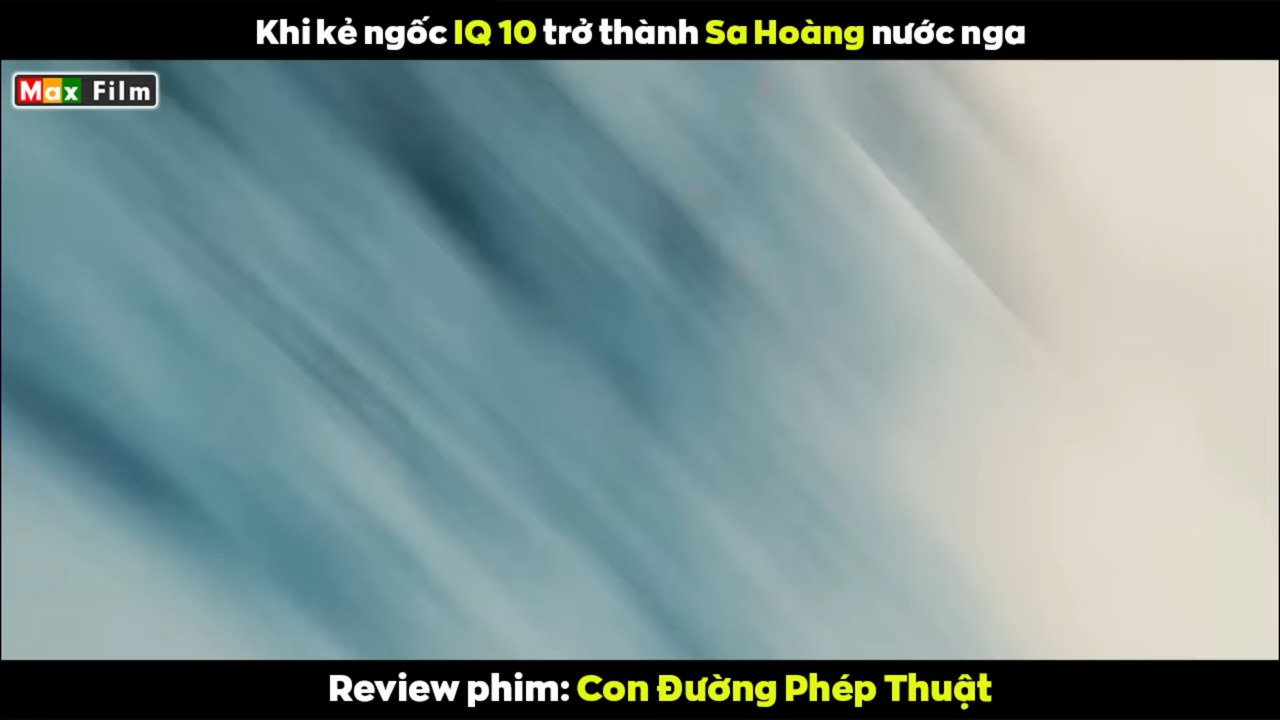 Khi kẻ ngốc IQ 10 trở thành Sa Hoàng nước nga
Max Film
Review phim: Con Đường Phép Thuật